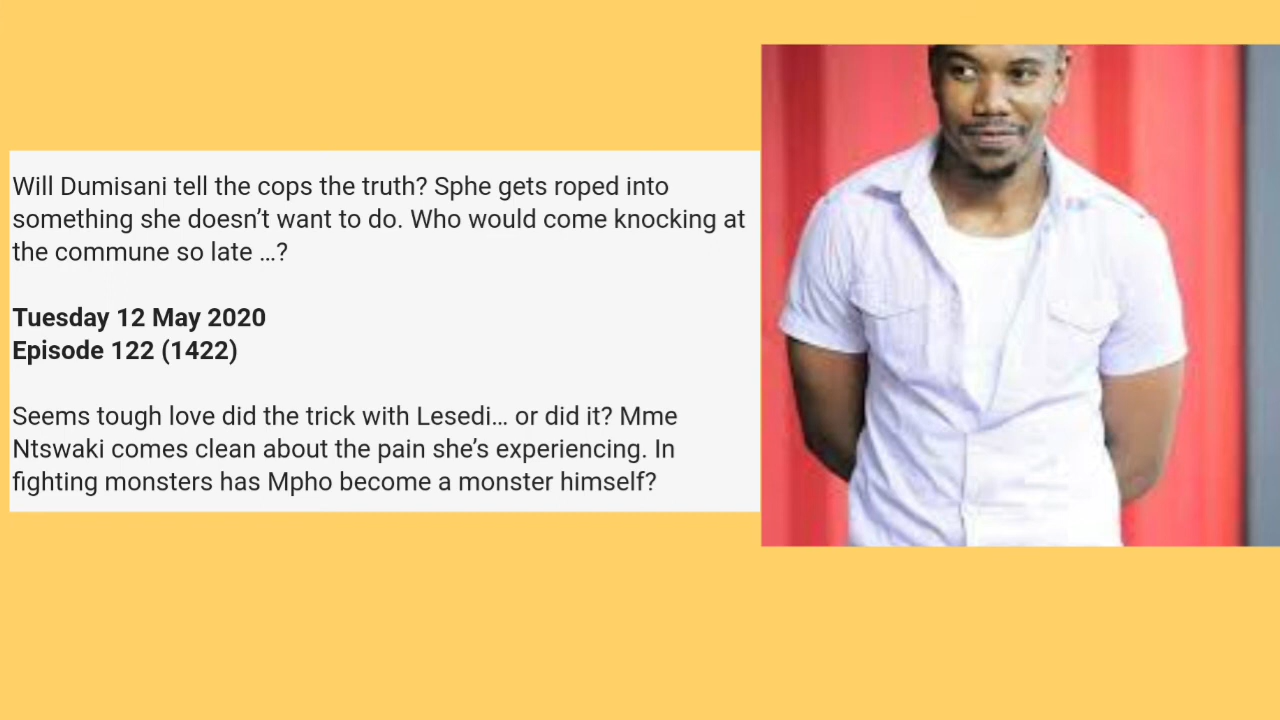 Will Dumisani tell the cops the truth? Sphe gets roped into
something she doesn’t want to do. Who would come knocking at
the commune so late …?
Tuesday 12 May 2020
Episode 122 (1422)
Seems tough love did the trick with Lesedi… or did it? Mme
Ntswaki comes clean about the pain she’s experiencing. In
fighting monsters has Mpho become a monster himself?